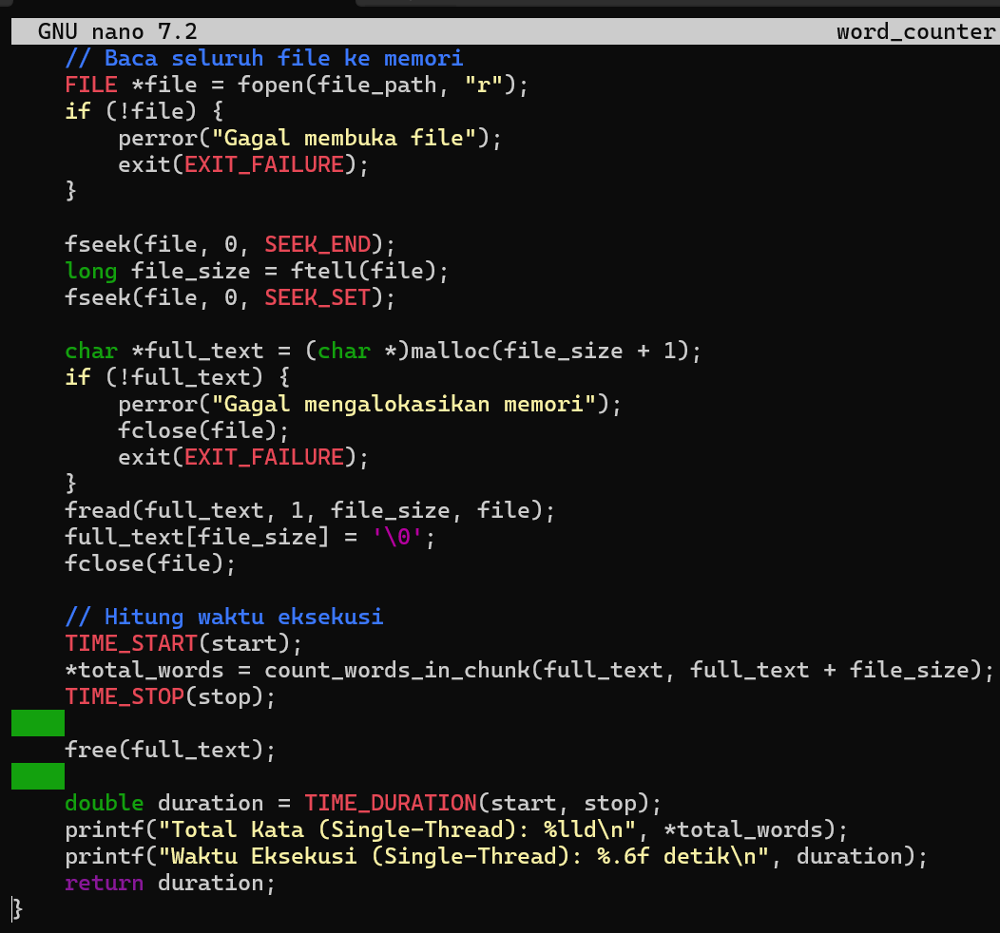 GNU nano 7.2 word_counter
// Baca seluruh file ke memori
FILE *file = fopen(file_path, "r");
if (!file) {
perror("Gagal membuka file");
exit(EXIT_FAILURE);
}
fseek(file, 0, SEEK_END);
long file_size = ftell(file);
fseek(file, 0, SEEK_SET);
char *full_text = (char *)malloc(file_size + 1);
if (!full_text) {
perror("Gagal mengalokasikan memori");
fclose(file);
exit(EXIT_FAILURE);
}
fread(full_text, 1, file_size, file);
full_text[file_size] = '\0';
fclose(file);
// Hitung waktu eksekusi
TIME_START(start);
*total_words = count_words_in_chunk(full_text, full_text + file_size);
TIME_STOP(stop);
free(full_text);
double duration = TIME_DURATION(start, stop);
printf("Total Kata (Single-Thread): %lld\n", *total_words);
printf("Waktu Eksekusi (Single-Thread): %.6f detik\n", duration);
return duration;
}